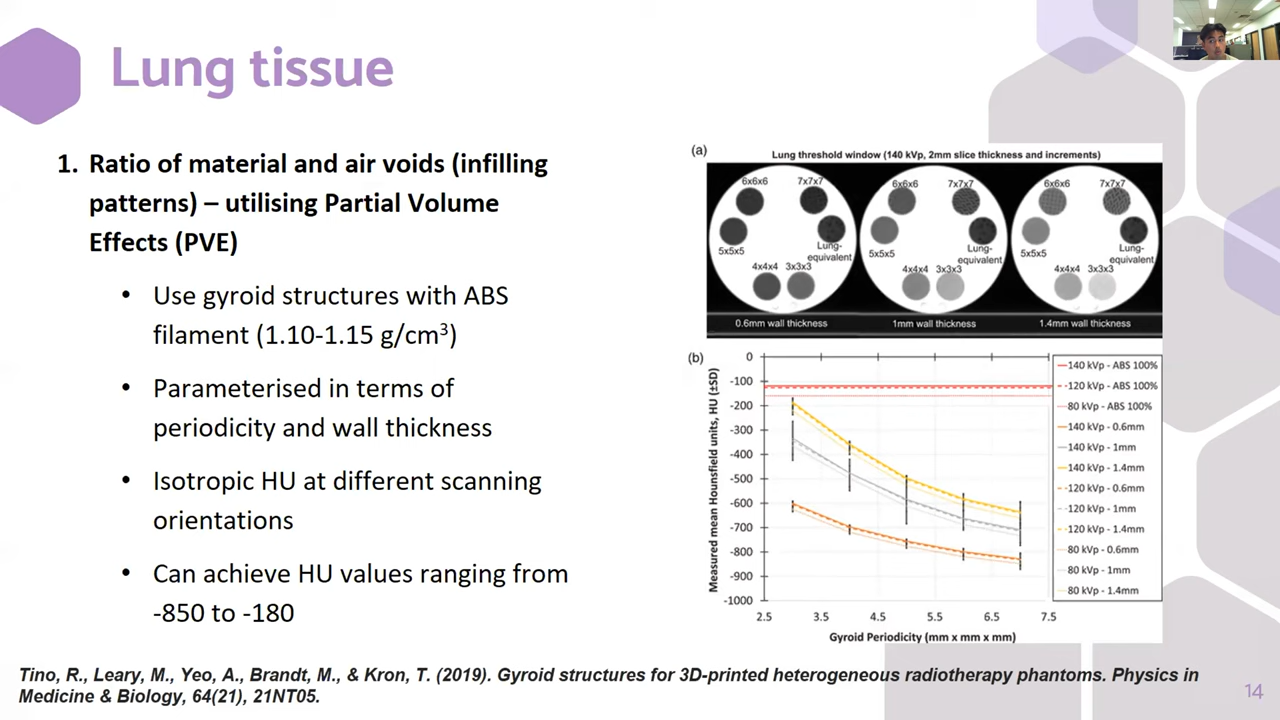 Lung tissue
1. Ratio of material and air voids (infilling
patterns) – utilising Partial Volume
Effects (PVE)
• Use gyroid structures with ABS
filament (1.10-1.15 g/cm³)
• Parameterised in terms of
periodicity and wall thickness
• Isotropic HU at different scanning
orientations
• Can achieve HU values ranging from
-850 to -180
(a)
Lung threshold window (140 kVp, 2mm slice thickness and increments)
6x6x6 7x7x7
5x5x5 Lung-
equivalent
4x4x4 3x3x3
0.6mm wall thickness
6x6x6 7x7x7
5x5x5 Lung-
equivalent
4x4x4 3x3x3
1mm wall thickness
6x6x6 7x7x7
5x5x5 Lung-
equivalent
4x4x4 3x3x3
1.4mm wall thickness
(b)
Measured mean Hounsfield units, HU (±SD)
0
-100
-200
-300
-400
-500
-600
-700
-800
-900
-1000
2.5 3.5 4.5 5.5 6.5 7.5
Gyroid Periodicity (mm x mm x mm)
140 kVp - ABS 100%
120 kVp - ABS 100%
80 kVp - ABS 100%
140 kVp - 0.6mm
140 kVp - 1mm
140 kVp - 1.4mm
120 kVp - 0.6mm
120 kVp - 1mm
120 kVp - 1.4mm
80 kVp - 0.6mm
80 kVp - 1mm
80 kVp - 1.4mm
Tino, R., Leary, M., Yeo, A., Brandt, M., & Kron, T. (2019). Gyroid structures for 3D-printed heterogeneous radiotherapy phantoms. Physics in
Medicine & Biology, 64(21), 21NT05.
14